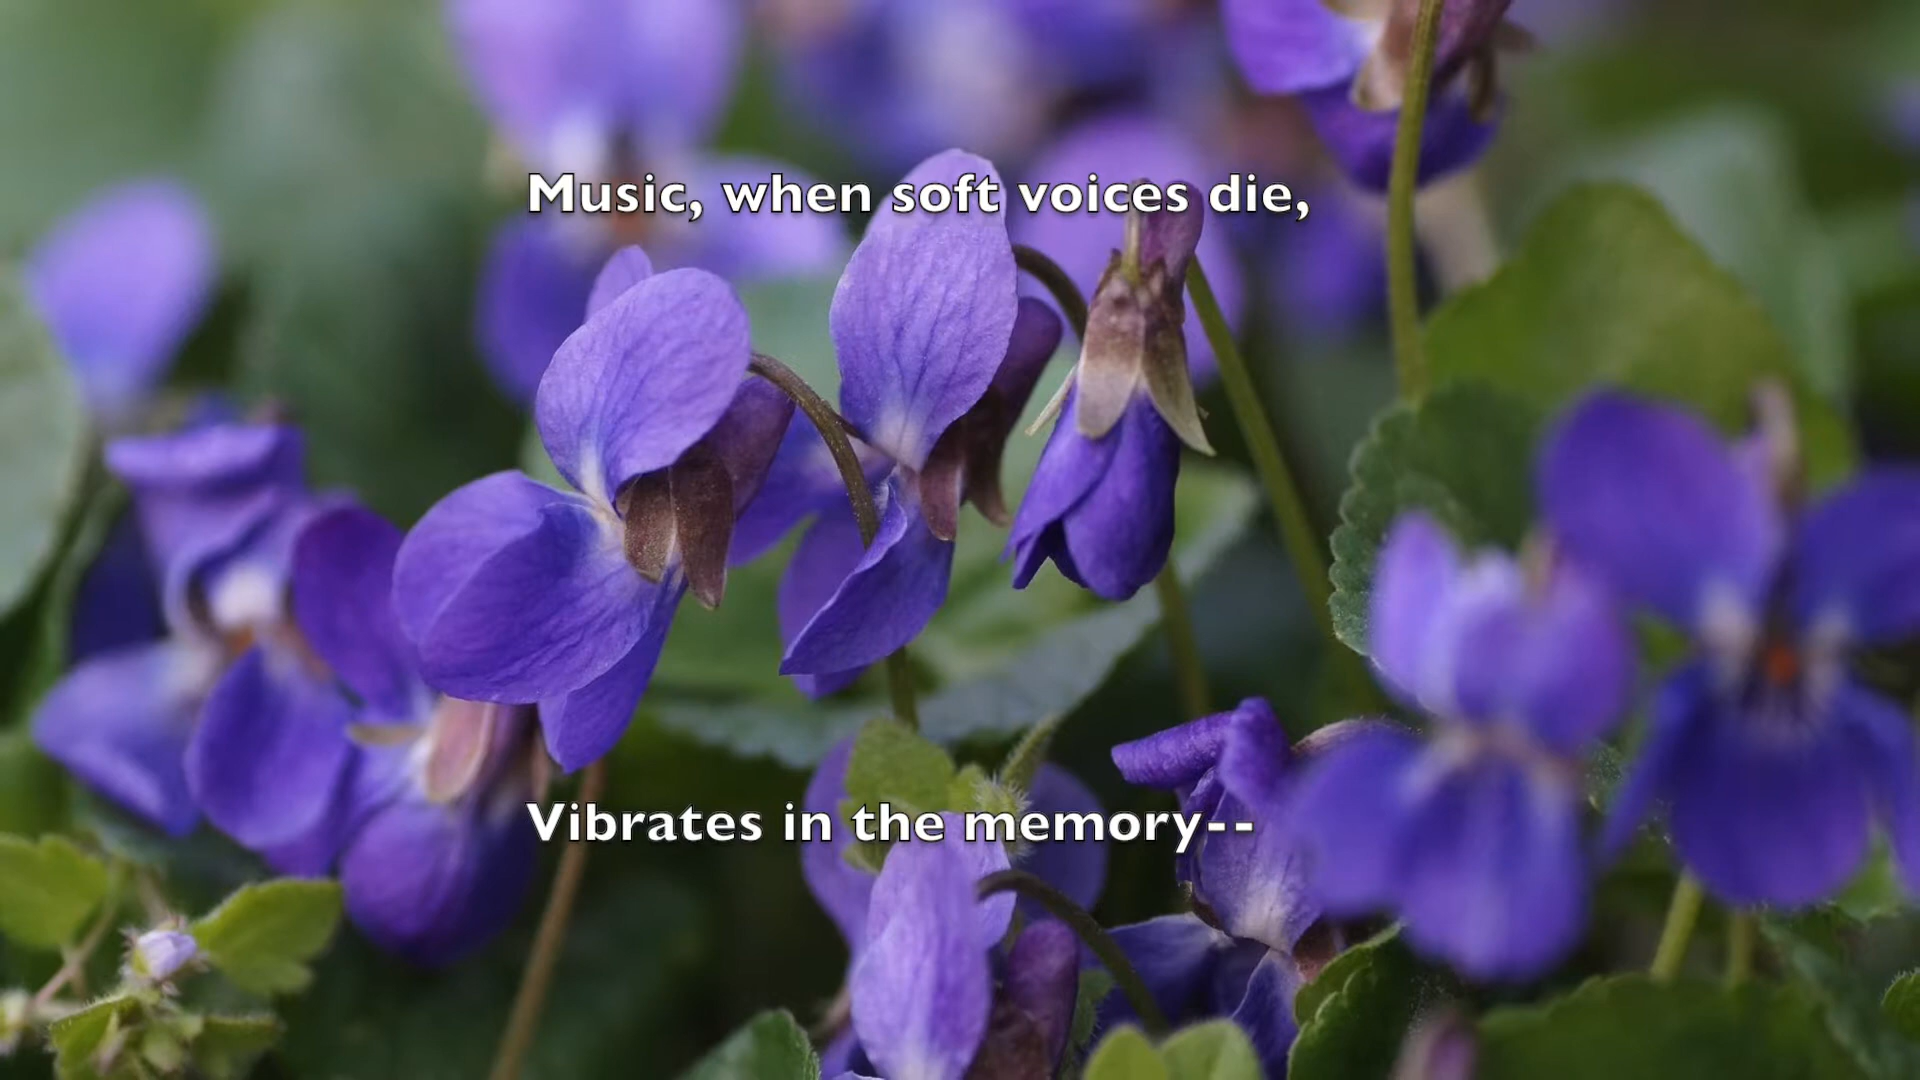 Music, when soft voices die,
Vibrates in the memory--